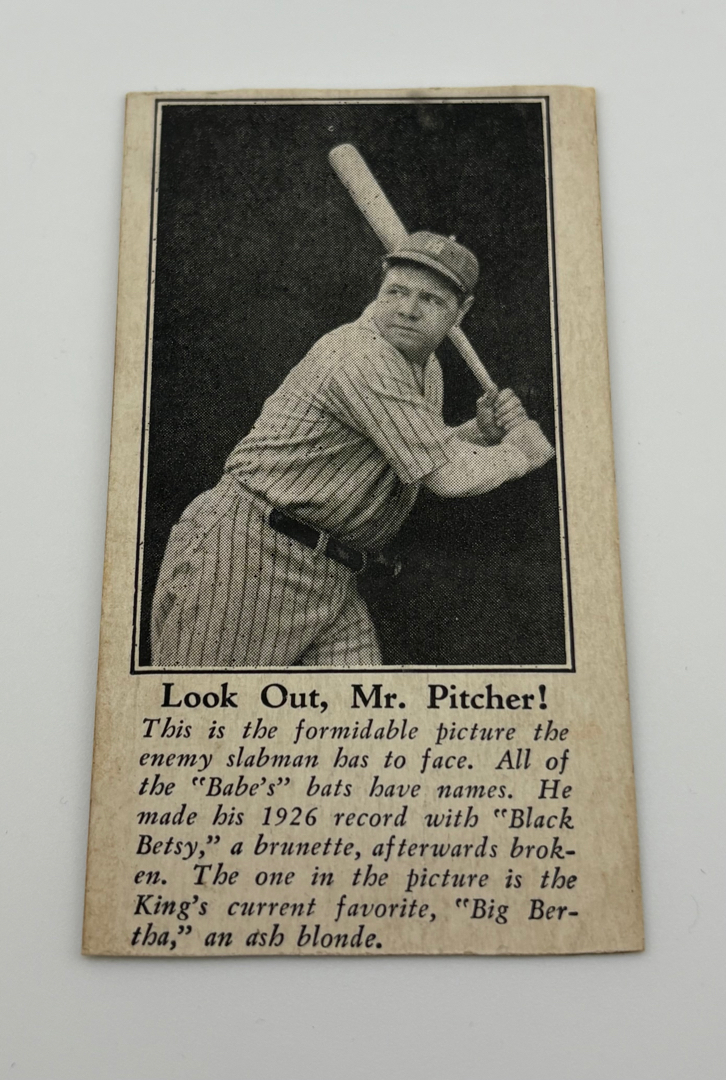 Look Out, Mr. Pitcher!
This is the formidable picture the
enemy slabman has to face. All of
the "Babe's" bats have names. He
made his 1926 record with "Black
Betsy," a brunette, afterwards brok-
en. The one in the picture is the
King's current favorite, "Big Ber-
tha," an ash blonde.